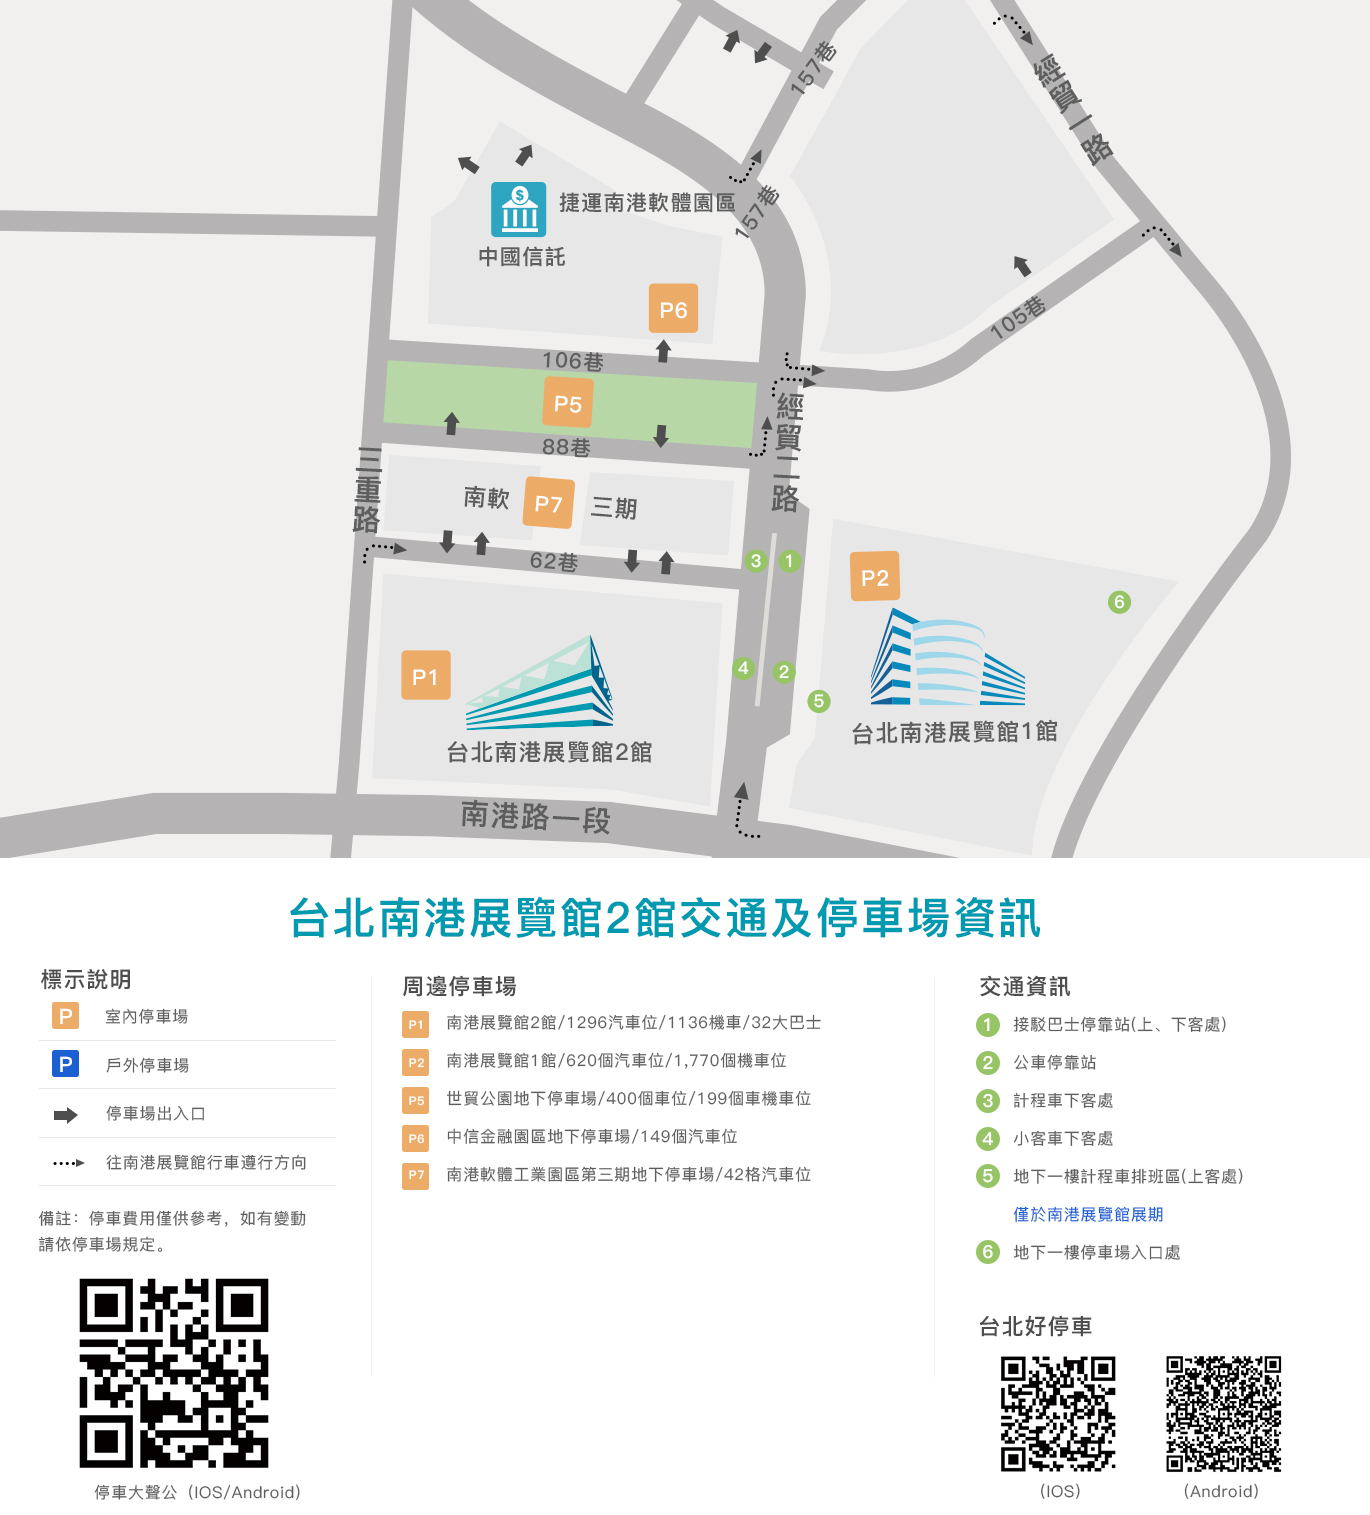 157巷
經貿一路
捷運南港軟體園區
157巷
$
中國信託
P6
105巷
106巷
P5
經貿二路
88巷
三重路
南軟
P7
三期
62巷
3
1
P2
6
4
2
P1
5
台北南港展覽館2館
台北南港展覽館1館
南港路一段
台北南港展覽館2館交通及停車場資訊
標示說明
P 室內停車場
P 戶外停車場
停車場出入口
往南港展覽館行車遵行方向
備註：停車費用僅供參考，如有變動
請依停車場規定。
停車大聲公（IOS/Android）
周邊停車場
P1 南港展覽館2館/1296汽車位/1136機車/32大巴士
P2 南港展覽館1館/620個汽車位/1,770個機車位
P5 世貿公園地下停車場/400個車位/199個車機車位
P6 中信金融園區地下停車場/149個汽車位
P7 南港軟體工業園區第三期地下停車場/42格汽車位
交通資訊
1 接駁巴士停靠站(上、下客處)
2 公車停靠站
3 計程車下客處
4 小客車下客處
5 地下一樓計程車排班區(上客處)
僅於南港展覽館展期
6 地下一樓停車場入口處
台北好停車
（IOS）
（Android）